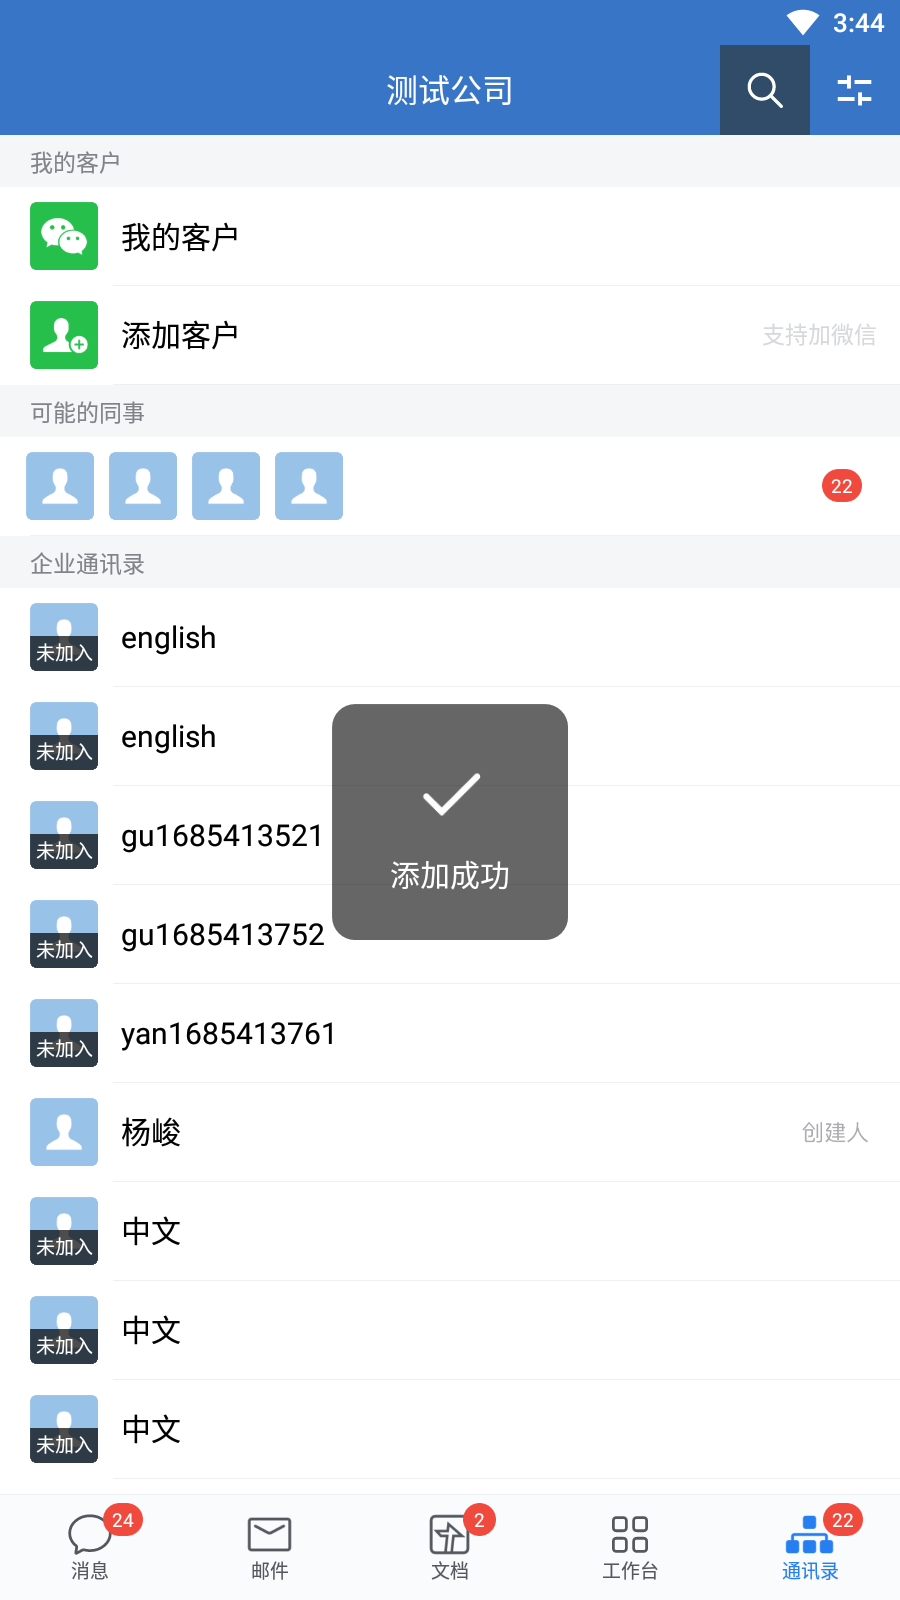 3:44
测试公司
我的客户
我的客户
添加客户 支持加微信
可能的同事
22
企业通讯录
未加入 english
未加入 english
未加入 gu1685413521
未加入 gu1685413752
添加成功
未加入 yan1685413761
杨峻 创建人
未加入 中文
未加入 中文
未加入 中文
24 2 22
消息 邮件 文档 工作台 通讯录